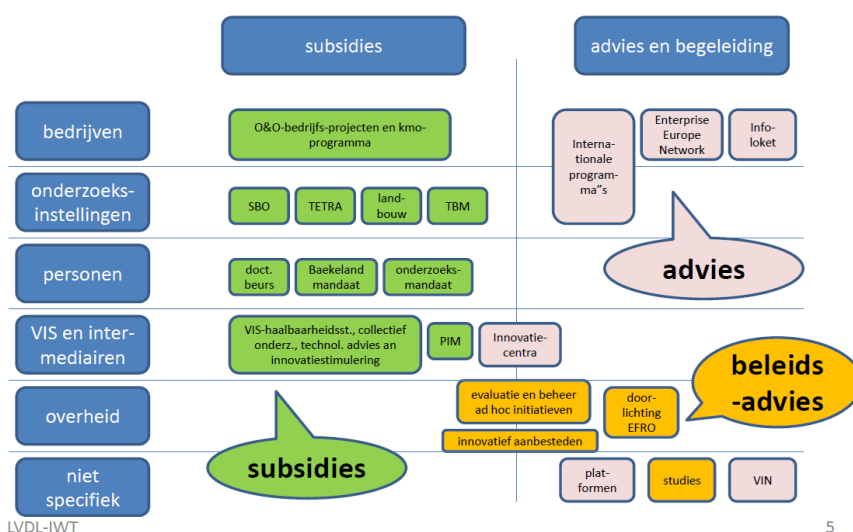 subsidies
advies en begeleiding
bedrijven
O&O-bedrijfs-projecten en kmo-
programma
Interna-
tionale
program-
ma"s
Enterprise
Europe
Network
Info-
loket
onderzoeks-
instellingen
SBO
TETRA
land-
bouw
TBM
advies
personen
doct.
beurs
Baekeland
mandaat
onderzoeks-
mandaat
VIS en inter-
mediairen
VIS-haalbaarheidsst., collectief
onderz., technol. advies an
innovatiestimulering
PIM
Innovatie-
centra
beleids
-advies
overheid
evaluatie en beheer
ad hoc initiatieven
door-
lichting
EFRO
innovatief aanbesteden
subsidies
niet
specifiek
plat-
formen
studies
VIN
LVDL-IWT
5